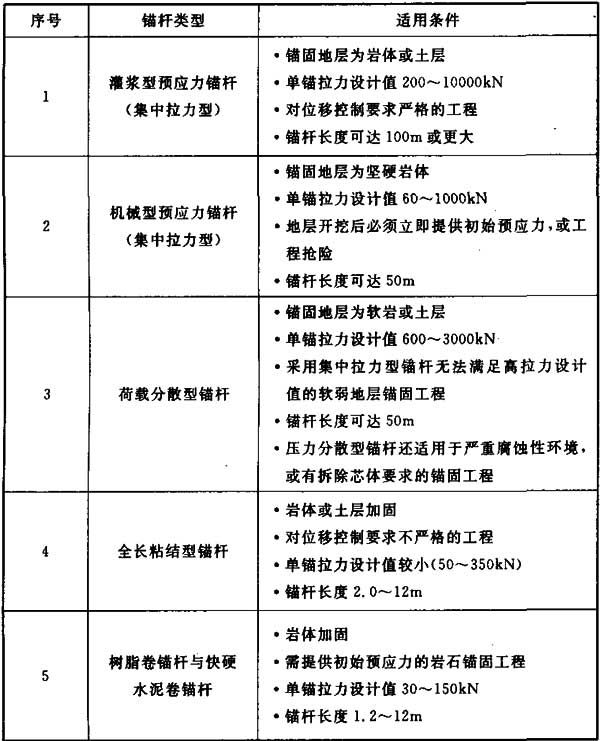 序号 锚杆类型 适用条件
1
灌浆型预应力锚杆
(集中拉力型)
·锚固地层为岩体或土层
·单锚拉力设计值 200~10000kN
·对位移控制要求严格的工程
·锚杆长度可达 100m 或更大
2
机械型预应力锚杆
(集中拉力型)
·锚固地层为坚硬岩体
·单锚拉力设计值 60~1000kN
·地层开挖后必须立即提供初始预应力,或工
程抢险
·锚杆长度可达 50m
3
荷载分散型锚杆
·锚固地层为软岩或土层
·单锚拉力设计值 600~3000kN
·采用集中拉力型锚杆无法满足高拉力设计
值的软弱地层锚固工程
·锚杆长度可达 50m
·压力分散型锚杆还适用于严重腐蚀性环境,
或有拆除芯体要求的锚固工程
4
全长粘结型锚杆
·岩体或土层加固
·对位移控制要求不严格的工程
·单锚拉力设计值较小(50~350kN)
·锚杆长度 2.0~12m
5
树脂卷锚杆与快硬
水泥卷锚杆
·岩体加固
·需提供初始预应力的岩石锚固工程
·单锚拉力设计值 30~150kN
·锚杆长度 1.2~12m